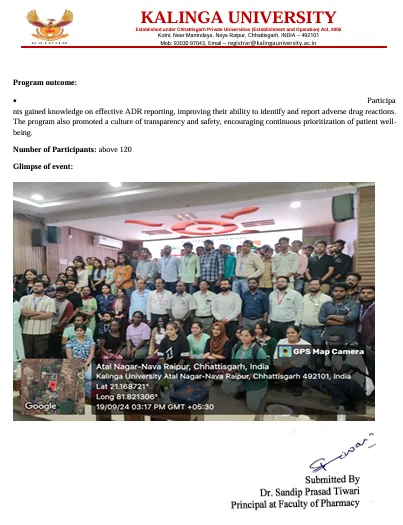 KALINGA UNIVERSITY
Established under Chhattisgarh Private Universities (Establishment and Operation) Act, 2005
Kotni, Near Mantralaya, Naya Raipur, Chhattisgarh, INDIA – 492101
Mob: 93030 97043, Email – registrar@kalingauniversity.ac.in
RAIPUR
Program outcome:
• Participa
nts gained knowledge on effective ADR reporting, improving their ability to identify and report adverse drug reactions.
The program also promoted a culture of transparency and safety, encouraging continuous prioritization of patient well-
being.
Number of Participants: above 120
Glimpse of event:
GPS Map Camera
Atal Nagar-Nava Raipur, Chhattisgarh, India
Kalinga University Atal Nagar-Nava Raipur, Chhattisgarh 492101, India
Lat 21.168721°
Long 81.821306°
19/09/24 03:17 PM GMT +05:30
Google
Submitted By
Dr. Sandip Prasad Tiwari
Principal at Faculty of Pharmacy